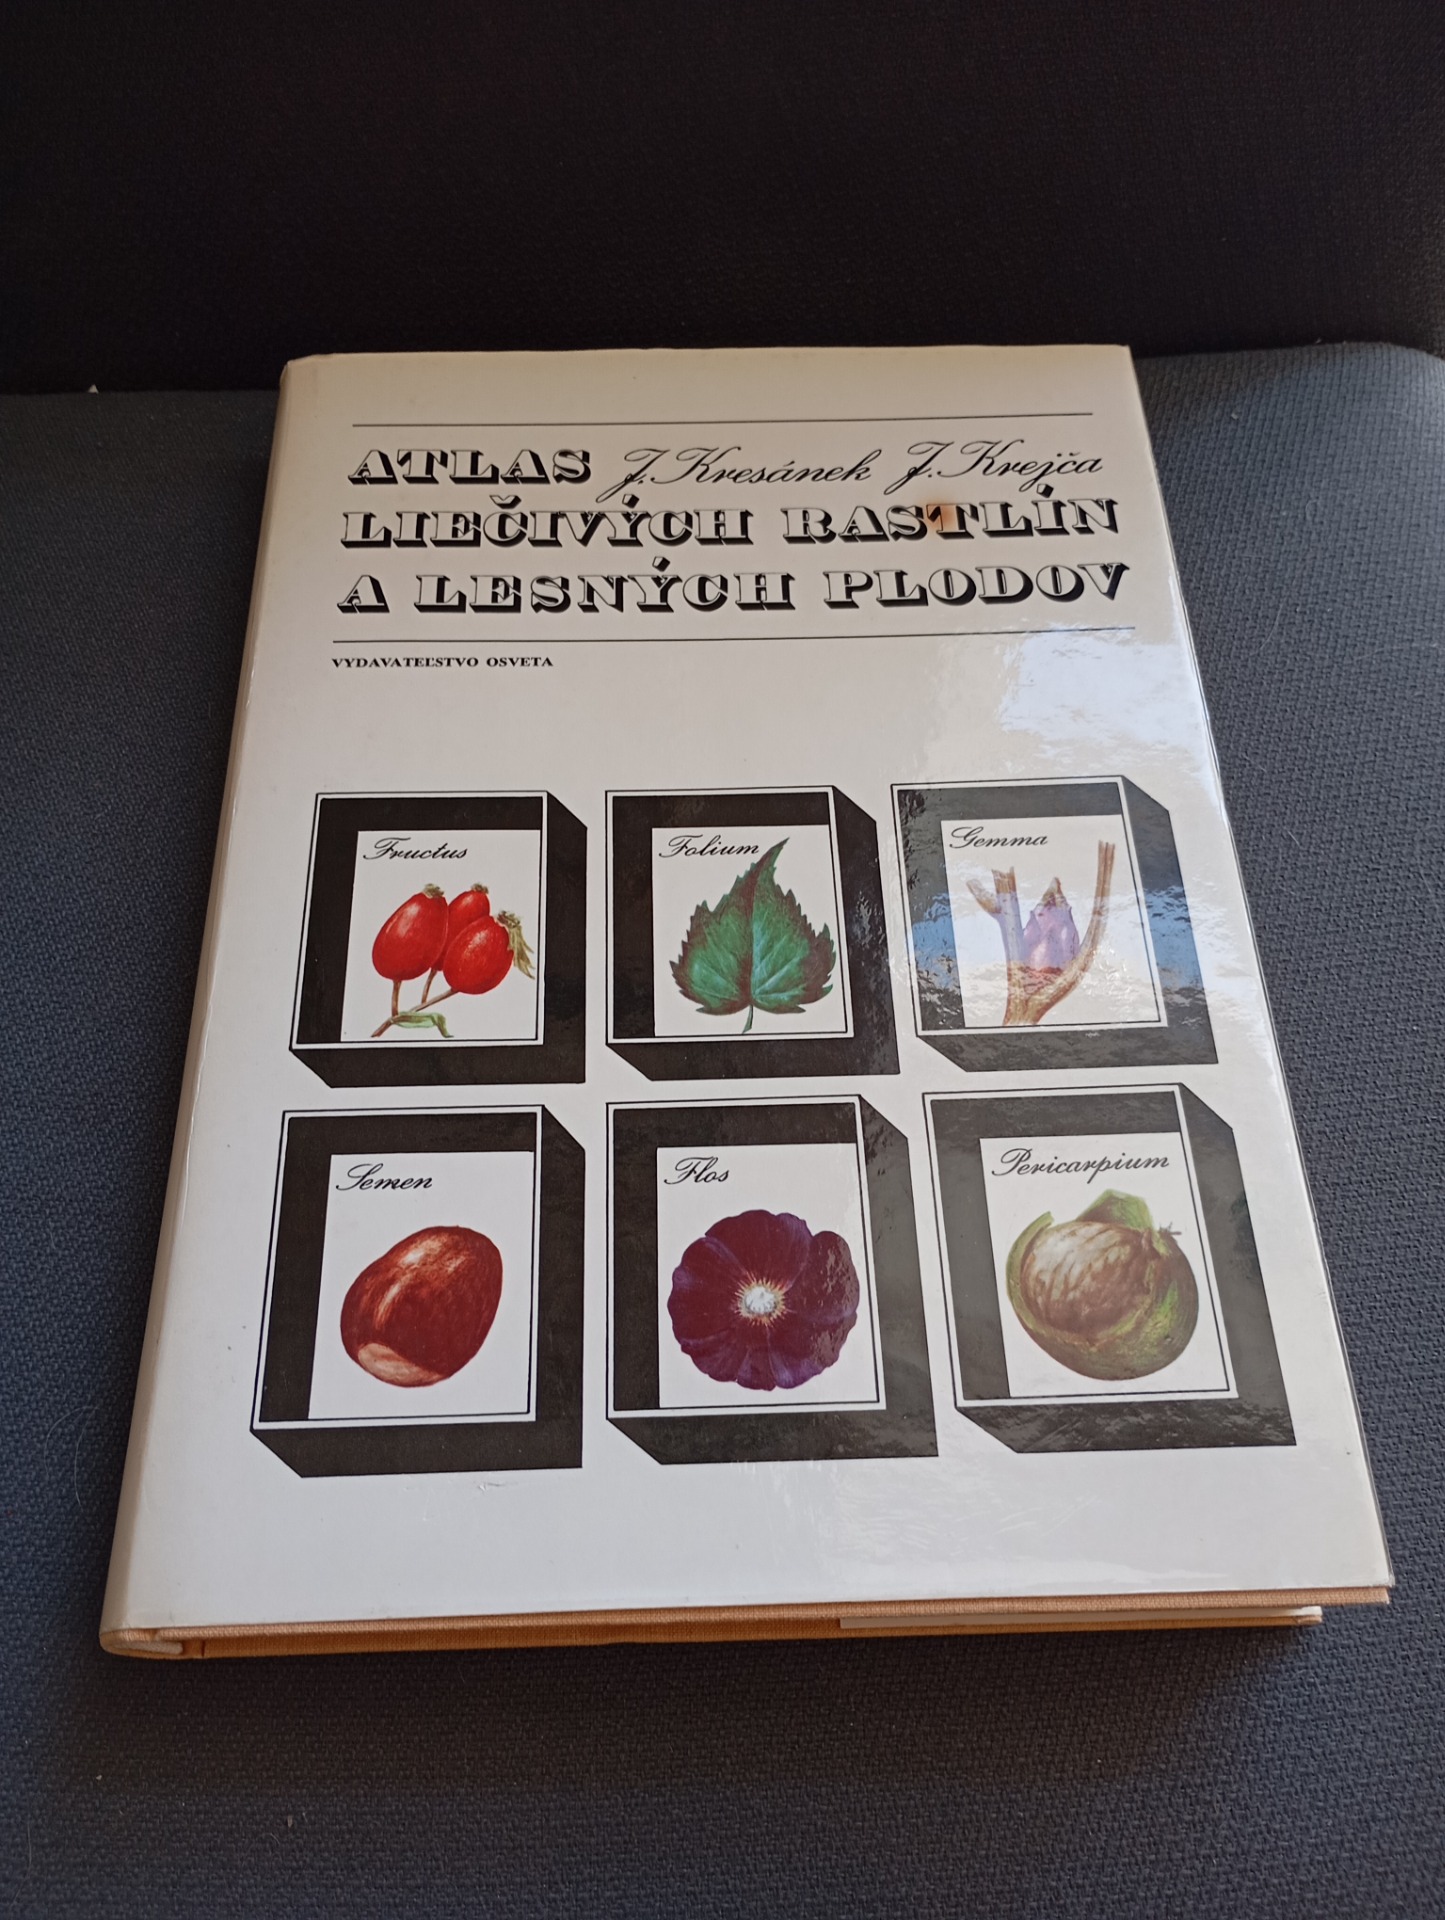 ATLAS J. Kresánek J. Krejča
LIEČIVÝCH RASTLÍN
A LESNÝCH PLODOV
VYDAVATEĽSTVO OSVETA
Fructus
Folium
Gemma
Semen
Flos
Pericarpium